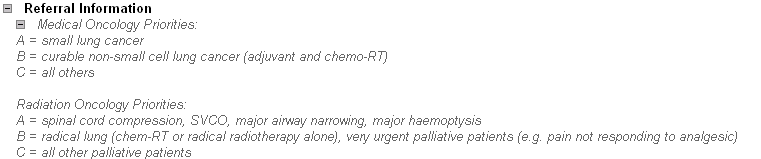 Referral Information
Medical Oncology Priorities:
A = small lung cancer
B = curable non-small cell lung cancer (adjuvant and chemo-RT)
C = all others
Radiation Oncology Priorities:
A = spinal cord compression, SVCO, major airway narrowing, major haemoptysis
B = radical lung (chem-RT or radical radiotherapy alone), very urgent palliative patients (e.g. pain not responding to analgesic)
C = all other palliative patients